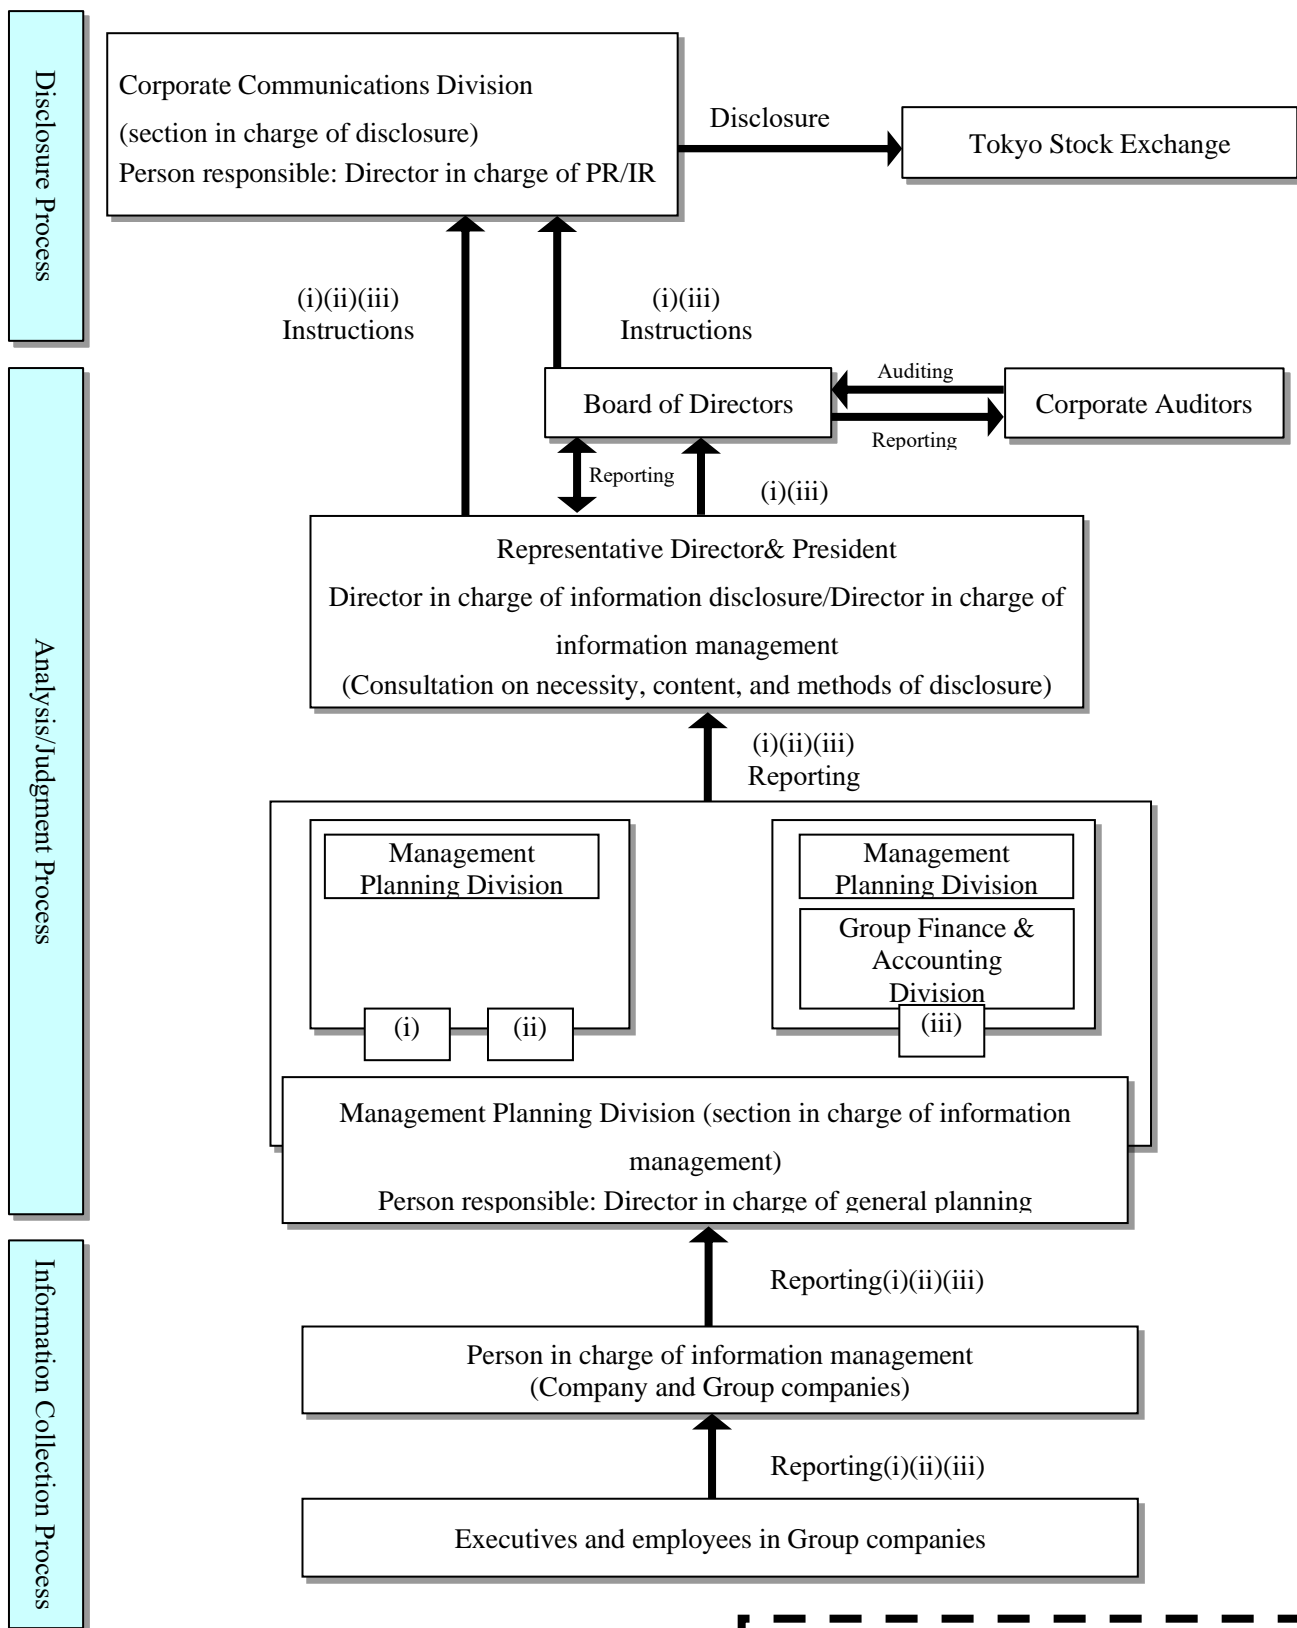 Disclosure Process
Corporate Communications Division
(section in charge of disclosure)
Person responsible: Director in charge of PR/IR
Disclosure
Tokyo Stock Exchange
(i)(ii)(iii)
Instructions
(i)(iii)
Instructions
Analysis/Judgment Process
Board of Directors
Auditing
Reporting
Corporate Auditors
Reporting
(i)(iii)
Representative Director& President
Director in charge of information disclosure/Director in charge of
information management
(Consultation on necessity, content, and methods of disclosure)
(i)(ii)(iii)
Reporting
Management
Planning Division
(i)
(ii)
Management
Planning Division
Group Finance &
Accounting
Division
(iii)
Management Planning Division (section in charge of information
management)
Person responsible: Director in charge of general planning
Information Collection Process
Reporting(i)(ii)(iii)
Person in charge of information management
(Company and Group companies)
Reporting(i)(ii)(iii)
Executives and employees in Group companies